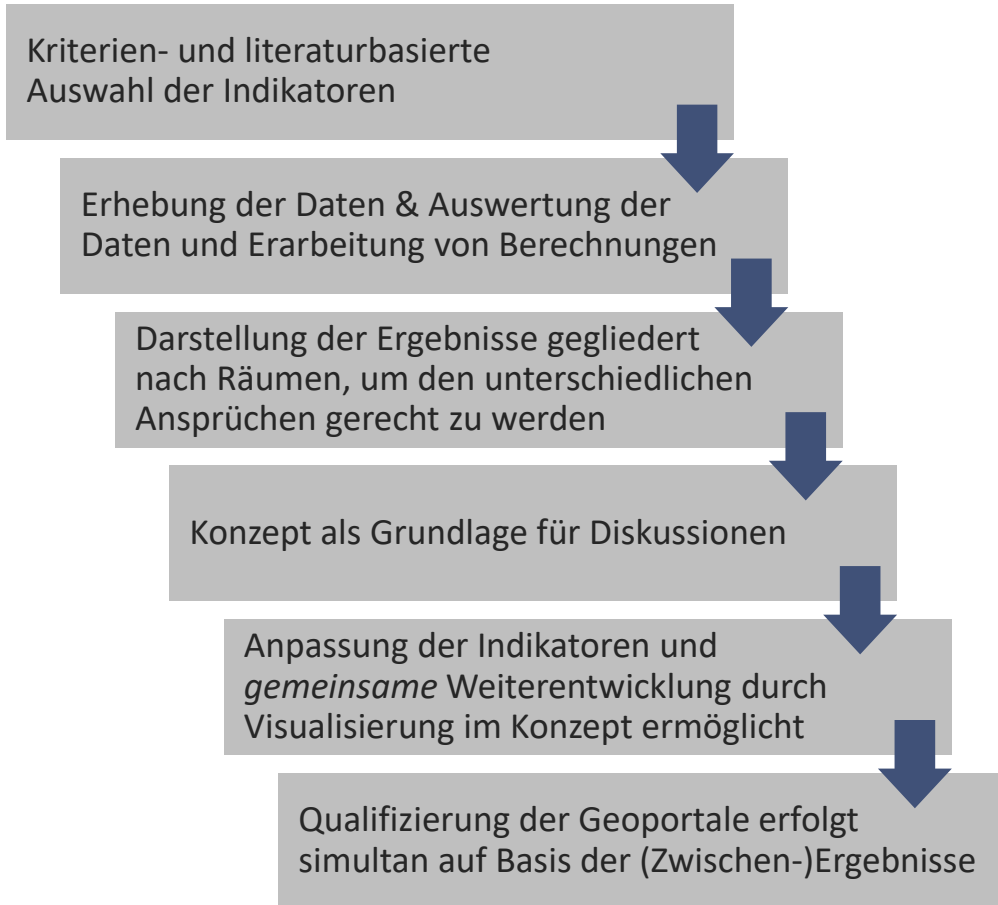 Kriterien- und literaturbasierte
Auswahl der Indikatoren
Erhebung der Daten & Auswertung der
Daten und Erarbeitung von Berechnungen
Darstellung der Ergebnisse gegliedert
nach Räumen, um den unterschiedlichen
Ansprüchen gerecht zu werden
Konzept als Grundlage für Diskussionen
Anpassung der Indikatoren und
gemeinsame Weiterentwicklung durch
Visualisierung im Konzept ermöglicht
Qualifizierung der Geoportale erfolgt
simultan auf Basis der (Zwischen-)Ergebnisse